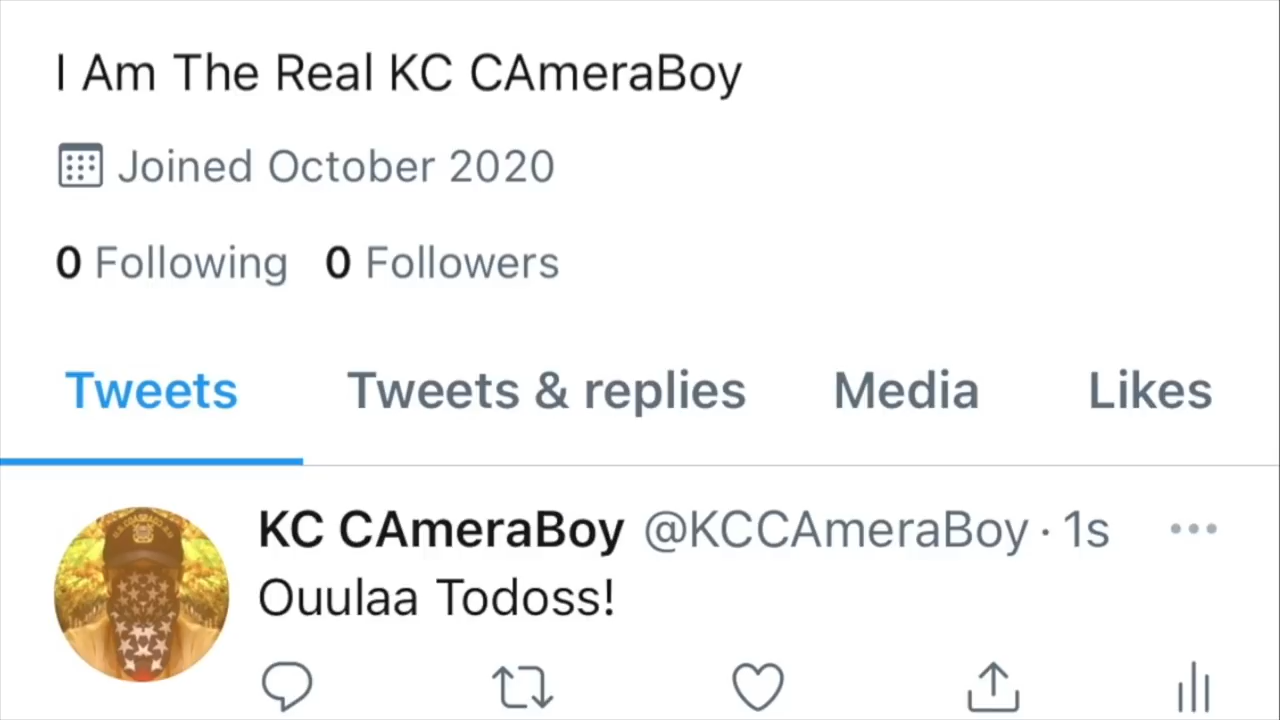 I Am The Real KC CAmeraBoy
Joined October 2020
0 Following 0 Followers
Tweets Tweets & replies Media Likes
KC CAmeraBoy @KCCAmeraBoy · 1s
Ouulaa Todoss!